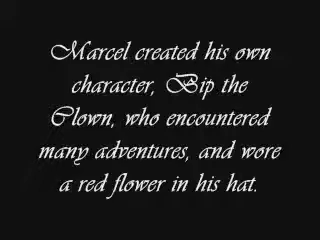 Marcel created his own
character, Bip the
Clown, who encountered
many adventures, and wore
a red flower in his hat.